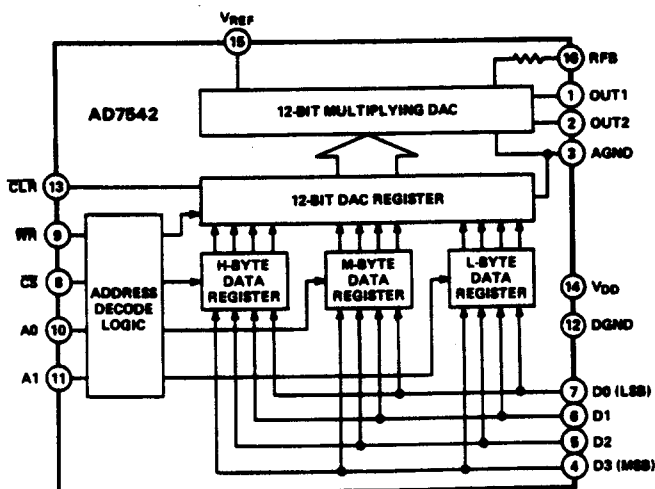 VREF
15
16 RFB
AD7542
12-BIT MULTIPLYING DAC
1 OUT1
2 OUT2
3 AGND
CLR 13
12-BIT DAC REGISTER
WR 9
CS 8
A0 10
A1 11
ADDRESS
DECODE
LOGIC
H-BYTE
DATA
REGISTER
M-BYTE
DATA
REGISTER
L-BYTE
DATA
REGISTER
14 VDD
12 DGND
7 D0 (LSB)
6 D1
5 D2
4 D3 (MSB)